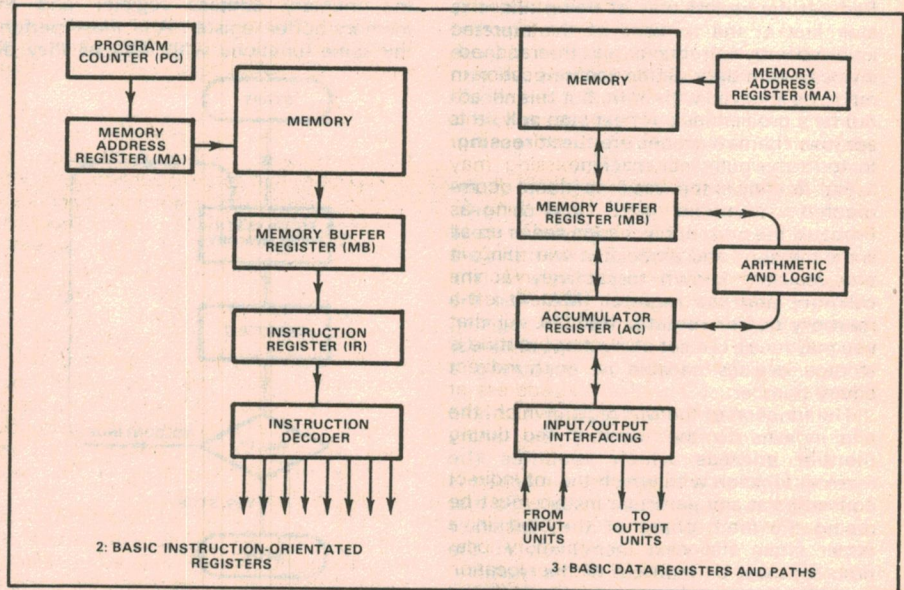 PROGRAM
COUNTER (PC)
MEMORY
ADDRESS
REGISTER (MA)
MEMORY
MEMORY BUFFER
REGISTER (MB)
INSTRUCTION
REGISTER (IR)
INSTRUCTION
DECODER
2: BASIC INSTRUCTION-ORIENTATED
REGISTERS
MEMORY
MEMORY
ADDRESS
REGISTER (MA)
MEMORY BUFFER
REGISTER (MB)
ARITHMETIC
AND LOGIC
ACCUMULATOR
REGISTER (AC)
INPUT/OUTPUT
INTERFACING
FROM
INPUT
UNITS
TO
OUTPUT
UNITS
3: BASIC DATA REGISTERS AND PATHS